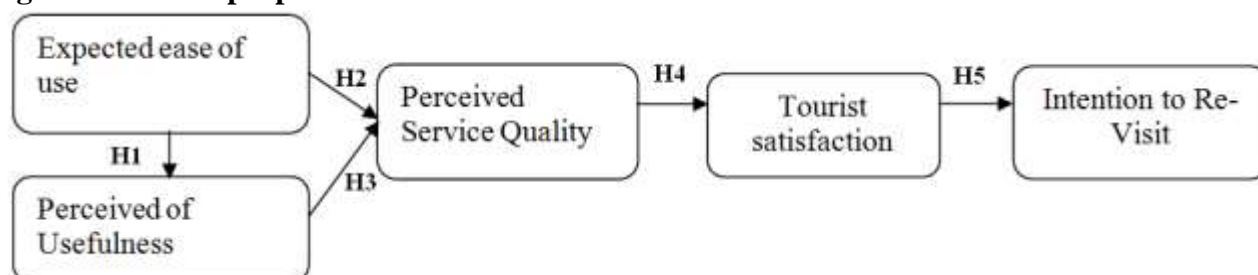 Expected ease of
use
H1
Perceived of
Usefulness
H2
H3
Perceived
Service Quality
H4
Tourist
satisfaction
H5
Intention to Re-
Visit